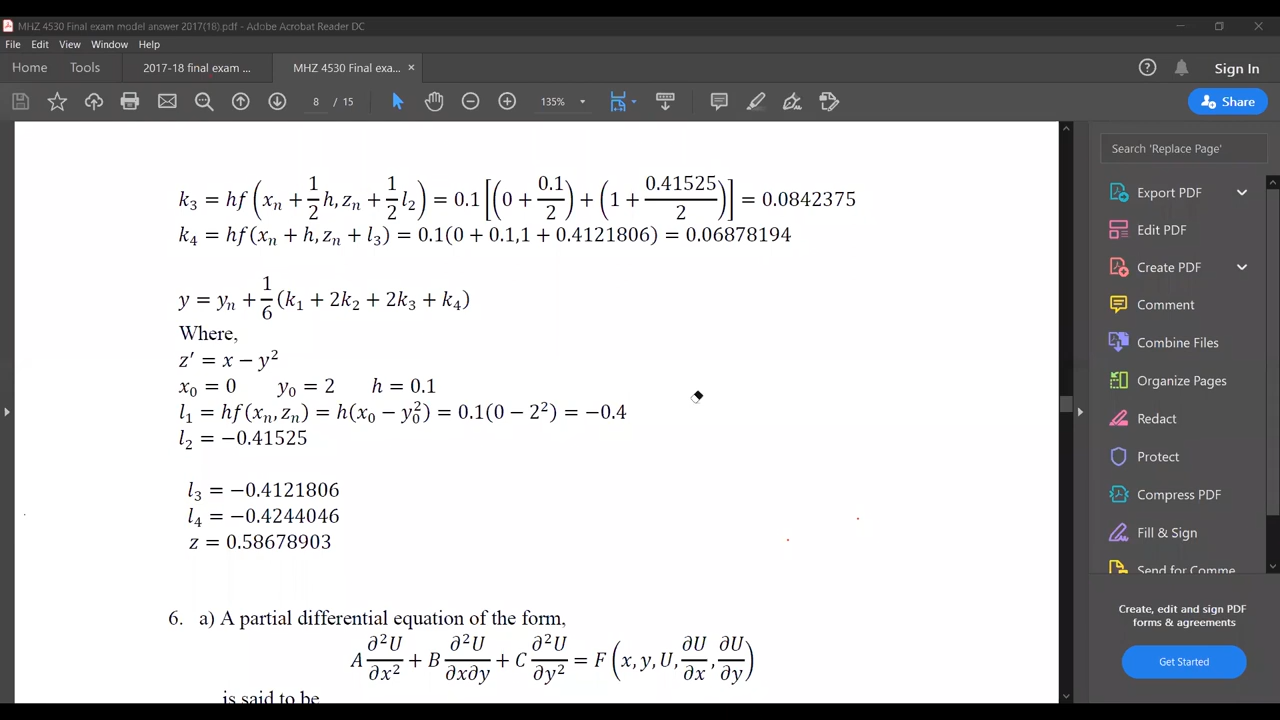 MHZ 4530 Final exam model answer 2017(18).pdf - Adobe Acrobat Reader DC
File Edit View Window Help
Home Tools 2017-18 final exam ... MHZ 4530 Final exa... × Sign In
8 / 15 135% Share
Search 'Replace Page'
Export PDF
Edit PDF
Create PDF
Comment
Combine Files
Organize Pages
Redact
Protect
Compress PDF
Fill & Sign
Send for Comme
Create, edit and sign PDF
forms & agreements
Get Started
k₃ = hf(xₙ + 1/2 h, zₙ + 1/2 l₂) = 0.1[(0 + 0.1/2) + (1 + 0.41525/2)] = 0.0842375
k₄ = hf(xₙ + h, zₙ + l₃) = 0.1(0 + 0.1,1 + 0.4121806) = 0.06878194
y = yₙ + 1/6 (k₁ + 2k₂ + 2k₃ + k₄)
Where,
z′ = x − y²
x₀ = 0 y₀ = 2 h = 0.1
l₁ = hf(xₙ, zₙ) = h(x₀ − y₀²) = 0.1(0 − 2²) = −0.4
l₂ = −0.41525
l₃ = −0.4121806
l₄ = −0.4244046
z = 0.58678903
6. a) A partial differential equation of the form,
A ∂²U/∂x² + B ∂²U/∂x∂y + C ∂²U/∂y² = F(x, y, U, ∂U/∂x, ∂U/∂y)
is said to be